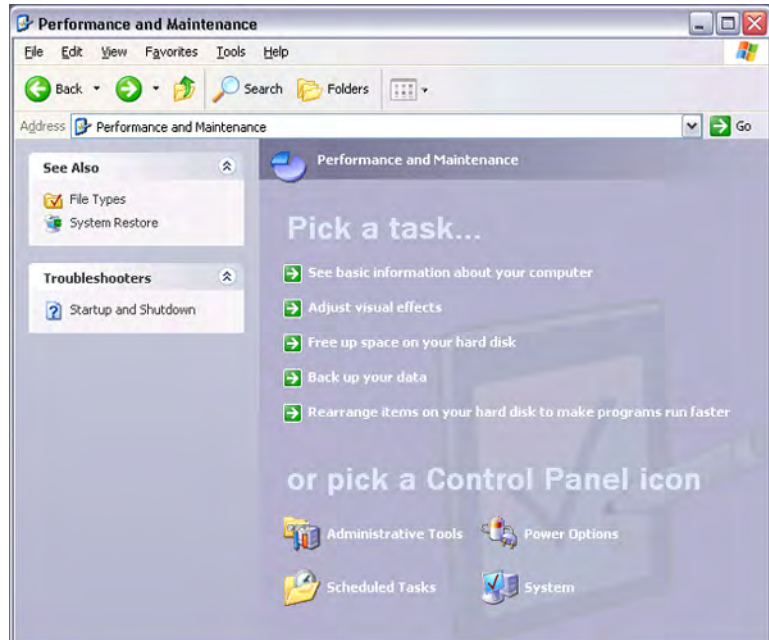 Performance and Maintenance
File Edit View Favorites Tools Help
Back Search Folders
Address Performance and Maintenance Go
See Also
File Types
System Restore
Troubleshooters
Startup and Shutdown
Performance and Maintenance
Pick a task...
See basic information about your computer
Adjust visual effects
Free up space on your hard disk
Back up your data
Rearrange items on your hard disk to make programs run faster
or pick a Control Panel icon
Administrative Tools Power Options
Scheduled Tasks System